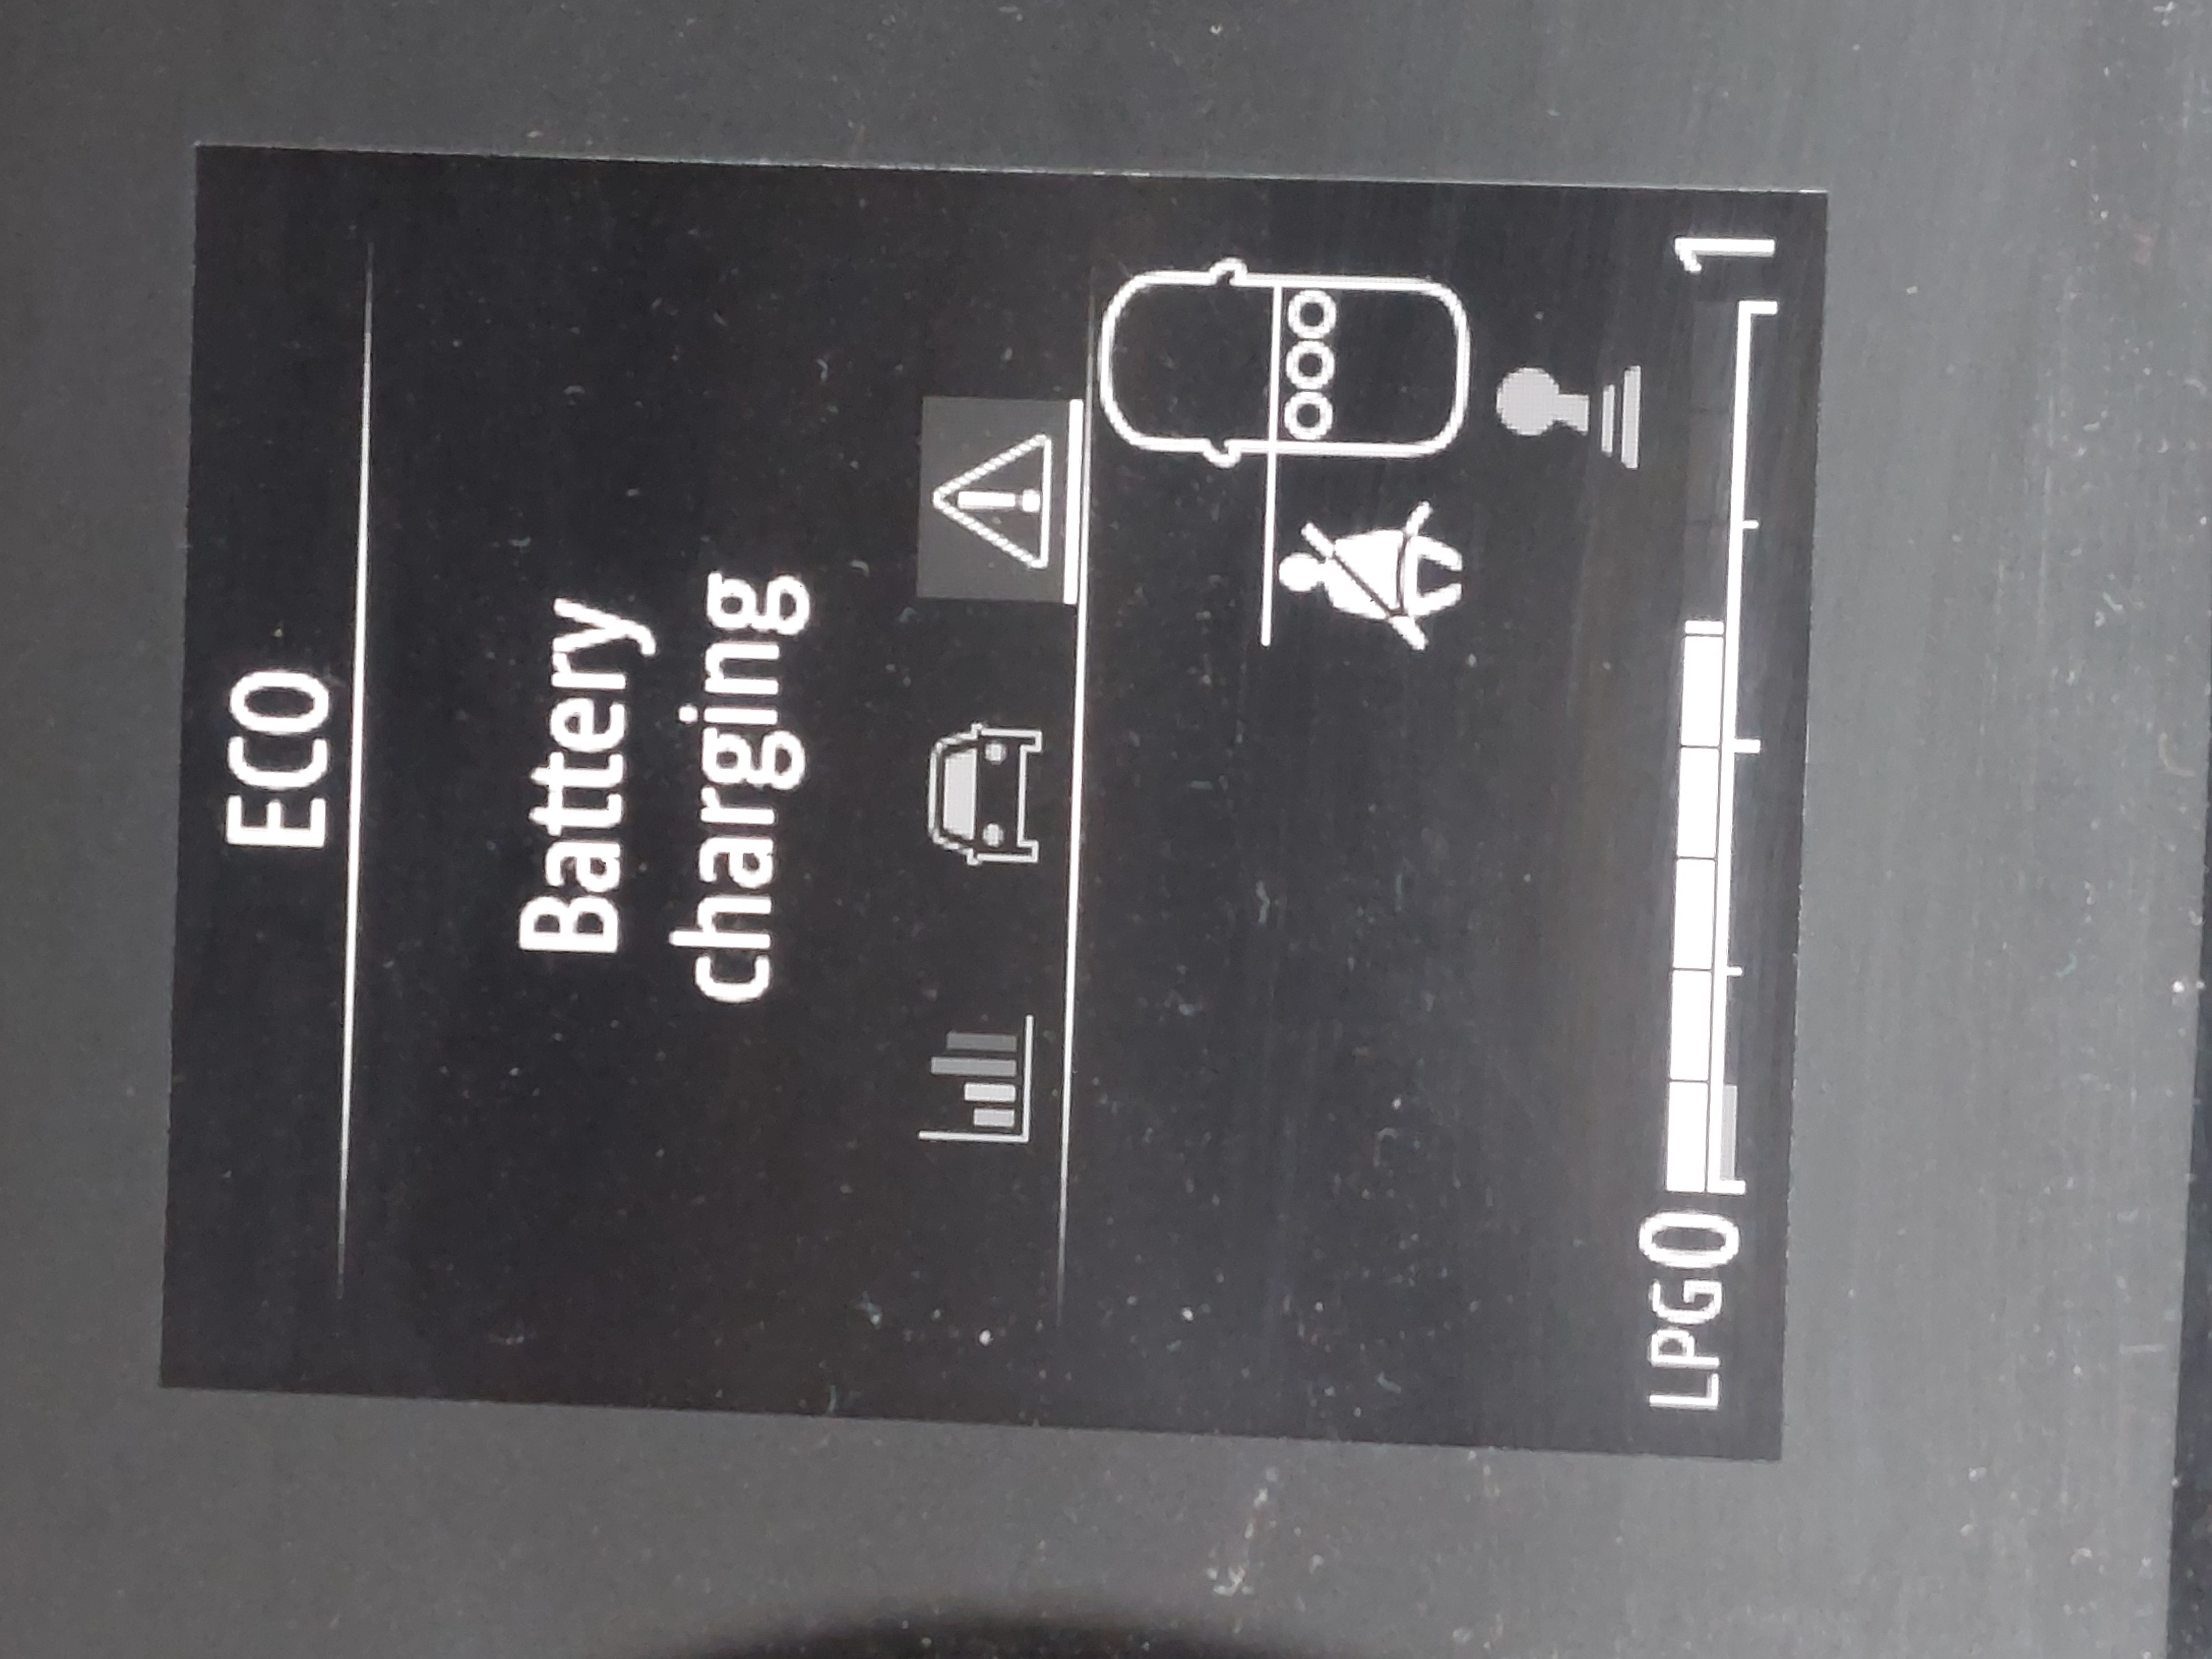 ECO
Battery
charging
LPG 0 1